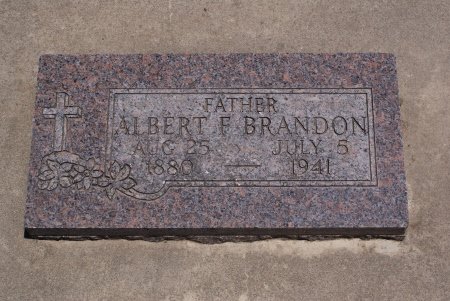 FATHER
ALBERT F BRANDON
AUG 25 JULY 5
1880 — 1941